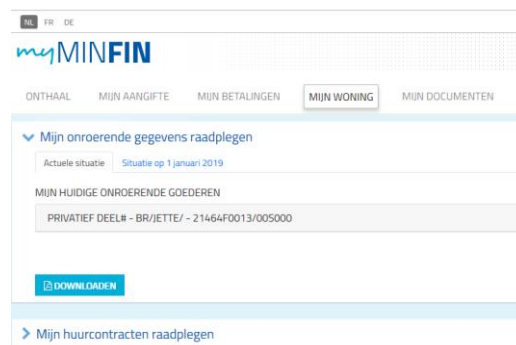 NL FR DE
myMINFIN
ONTHAAL MIJN AANGIFTE MIJN BETALINGEN MIJN WONING MIJN DOCUMENTEN
Mijn onroerende gegevens raadplegen
Actuele situatie Situatie op 1 januari 2019
MIJN HUIDIGE ONROERENDE GOEDEREN
PRIVATIEF DEEL# - BR/JETTE/ - 21464F0013/005000
DOWNLOADEN
Mijn huurcontracten raadplegen